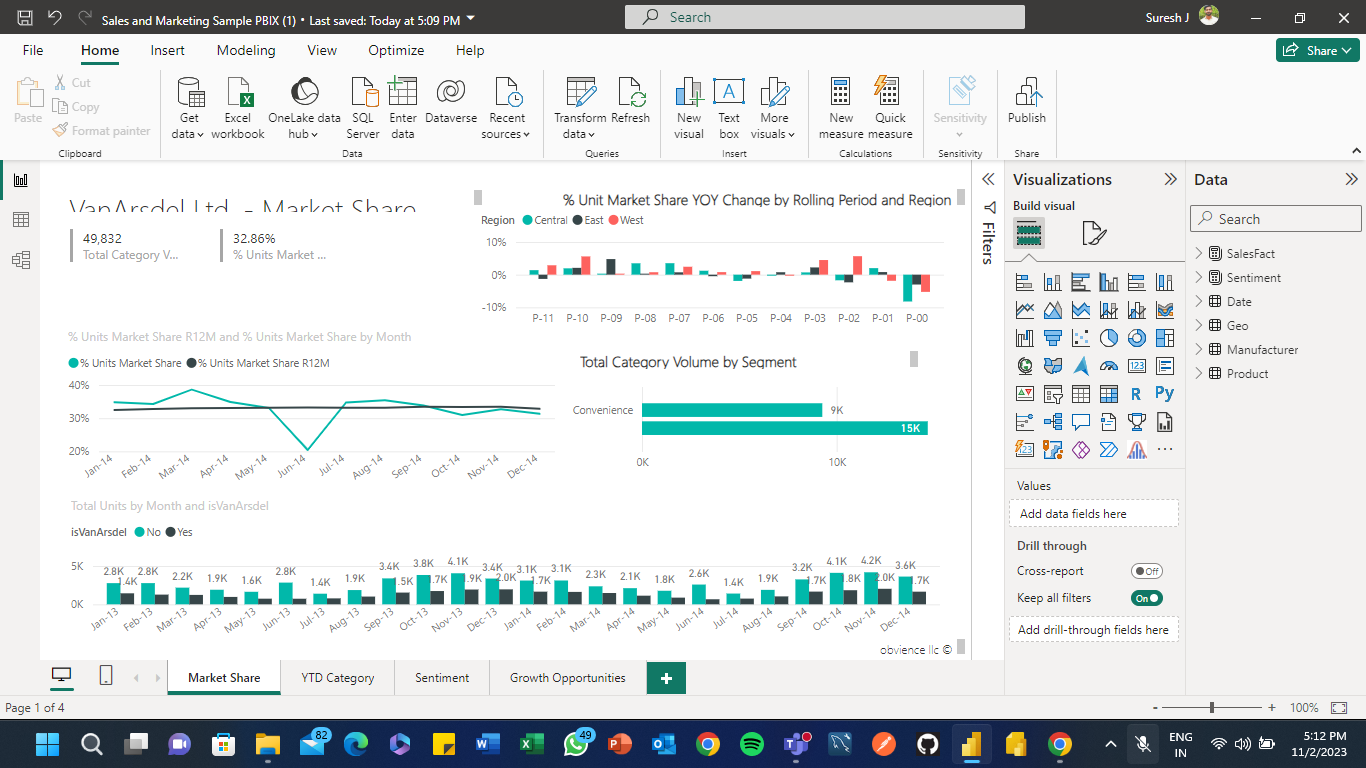 Sales and Marketing Sample PBIX (1) • Last saved: Today at 5:09 PM
Search
Suresh J
File Home Insert Modeling View Optimize Help
Share
Paste
Cut
Copy
Format painter
Clipboard
Get data
Excel workbook
OneLake data hub
SQL Server
Enter data
Dataverse
Recent sources
Data
Transform data
Refresh
Queries
New visual
Text box
More visuals
Insert
New measure
Quick measure
Calculations
Sensitivity
Sensitivity
Publish
Share
VanArsdel Ltd. - Market Share
49,832
Total Category V...
32.86%
% Units Market ...
% Unit Market Share YOY Change by Rolling Period and Region
Region Central East West
10%
0%
-10%
P-11 P-10 P-09 P-08 P-07 P-06 P-05 P-04 P-03 P-02 P-01 P-00
% Units Market Share R12M and % Units Market Share by Month
% Units Market Share % Units Market Share R12M
40%
30%
20%
Jan-14 Feb-14 Mar-14 Apr-14 May-14 Jun-14 Jul-14 Aug-14 Sep-14 Oct-14 Nov-14 Dec-14
Total Category Volume by Segment
Convenience
9K
15K
0K 10K
Total Units by Month and isVanArsdel
isVanArsdel No Yes
5K
0K
2.8K 2.8K 2.2K 1.9K 1.6K 2.8K 1.4K 1.9K 3.4K 3.8K 4.1K 3.4K 3.1K 3.1K 2.3K 2.1K 1.8K 2.6K 1.4K 1.9K 3.2K 4.1K 4.2K 3.6K
1.4K .5K 1.7K 1.9K 2.0K 1.7K 1.7K 1.8K 2.0K 1.7K
Jan-13 Feb-13 Mar-13 Apr-13 May-13 Jun-13 Jul-13 Aug-13 Sep-13 Oct-13 Nov-13 Dec-13 Jan-14 Feb-14 Mar-14 Apr-14 May-14 Jun-14 Jul-14 Aug-14 Sep-14 Oct-14 Nov-14 Dec-14
obvience llc ©
Filters
Visualizations
Build visual
123
R
Py
123
Values
Add data fields here
Drill through
Cross-report
Off
Keep all filters
On
Add drill-through fields here
Data
Search
SalesFact
Sentiment
Date
Geo
Manufacturer
Product
Market Share YTD Category Sentiment Growth Opportunities
Page 1 of 4
- + 100%
82
49
ENG
IN
5:12 PM
11/2/2023